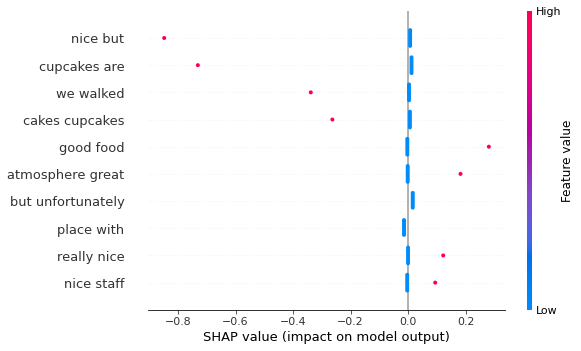 High
nice but
cupcakes are
we walked
cakes cupcakes
good food
atmosphere great
but unfortunately
place with
really nice
nice staff
Feature value
Low
−0.8 −0.6 −0.4 −0.2 0.0 0.2
SHAP value (impact on model output)